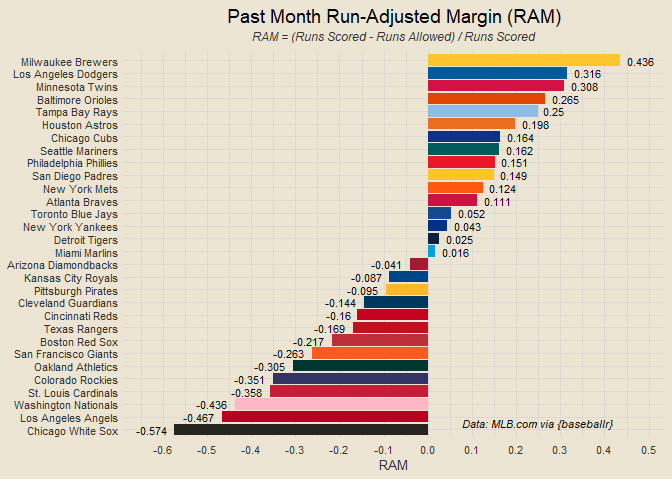 Past Month Run-Adjusted Margin (RAM)
RAM = (Runs Scored - Runs Allowed) / Runs Scored
Milwaukee Brewers 0.436
Los Angeles Dodgers 0.316
Minnesota Twins 0.308
Baltimore Orioles 0.265
Tampa Bay Rays 0.25
Houston Astros 0.198
Chicago Cubs 0.164
Seattle Mariners 0.162
Philadelphia Phillies 0.151
San Diego Padres 0.149
New York Mets 0.124
Atlanta Braves 0.111
Toronto Blue Jays 0.052
New York Yankees 0.043
Detroit Tigers 0.025
Miami Marlins 0.016
Arizona Diamondbacks -0.041
Kansas City Royals -0.087
Pittsburgh Pirates -0.095
Cleveland Guardians -0.144
Cincinnati Reds -0.16
Texas Rangers -0.169
Boston Red Sox -0.217
San Francisco Giants -0.263
Oakland Athletics -0.305
Colorado Rockies -0.351
St. Louis Cardinals -0.358
Washington Nationals -0.436
Los Angeles Angels -0.467
Chicago White Sox -0.574
Data: MLB.com via {baseballr}
-0.6 -0.5 -0.4 -0.3 -0.2 -0.1 0.0 0.1 0.2 0.3 0.4 0.5
RAM